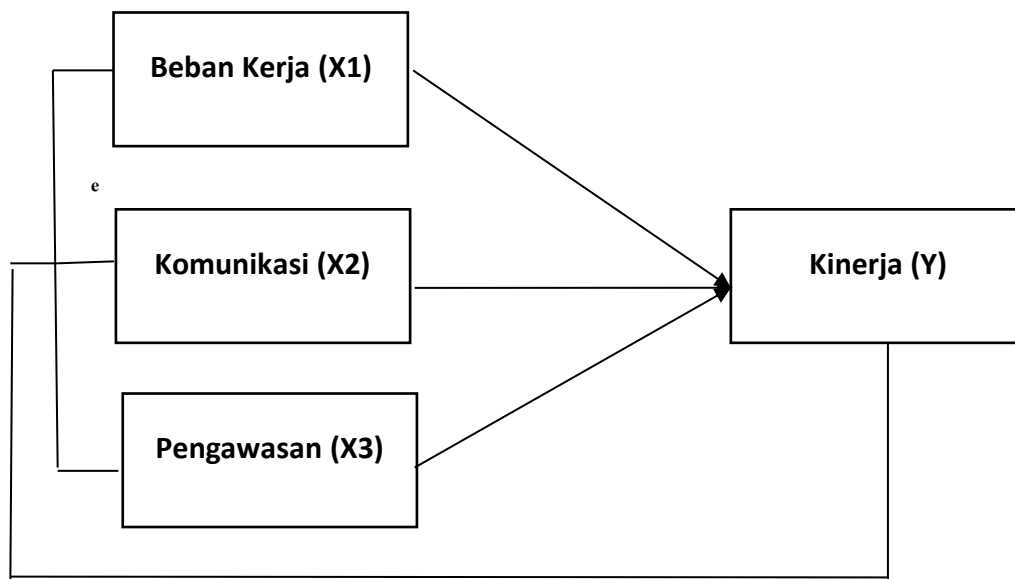 Beban Kerja (X1)
e
Komunikasi (X2)
Kinerja (Y)
Pengawasan (X3)